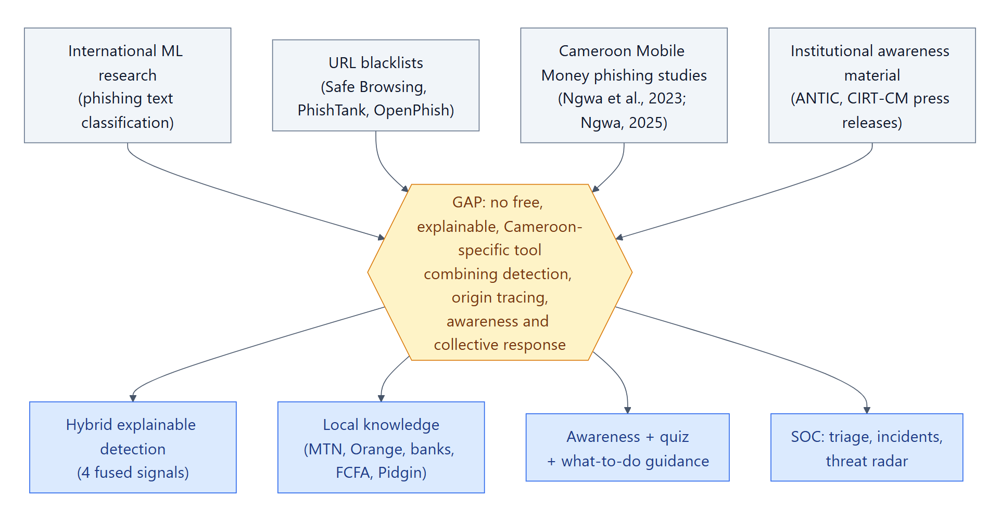 International ML
research
(phishing text
classification)
URL blacklists
(Safe Browsing,
PhishTank, OpenPhish)
Cameroon Mobile
Money phishing studies
(Ngwa et al., 2023;
Ngwa, 2025)
Institutional awareness
material
(ANTIC, CIRT-CM press
releases)
GAP: no free,
explainable, Cameroon-
specific tool
combining detection,
origin tracing,
awareness and
collective response
Hybrid explainable
detection
(4 fused signals)
Local knowledge
(MTN, Orange, banks,
FCFA, Pidgin)
Awareness + quiz
+ what-to-do guidance
SOC: triage, incidents,
threat radar